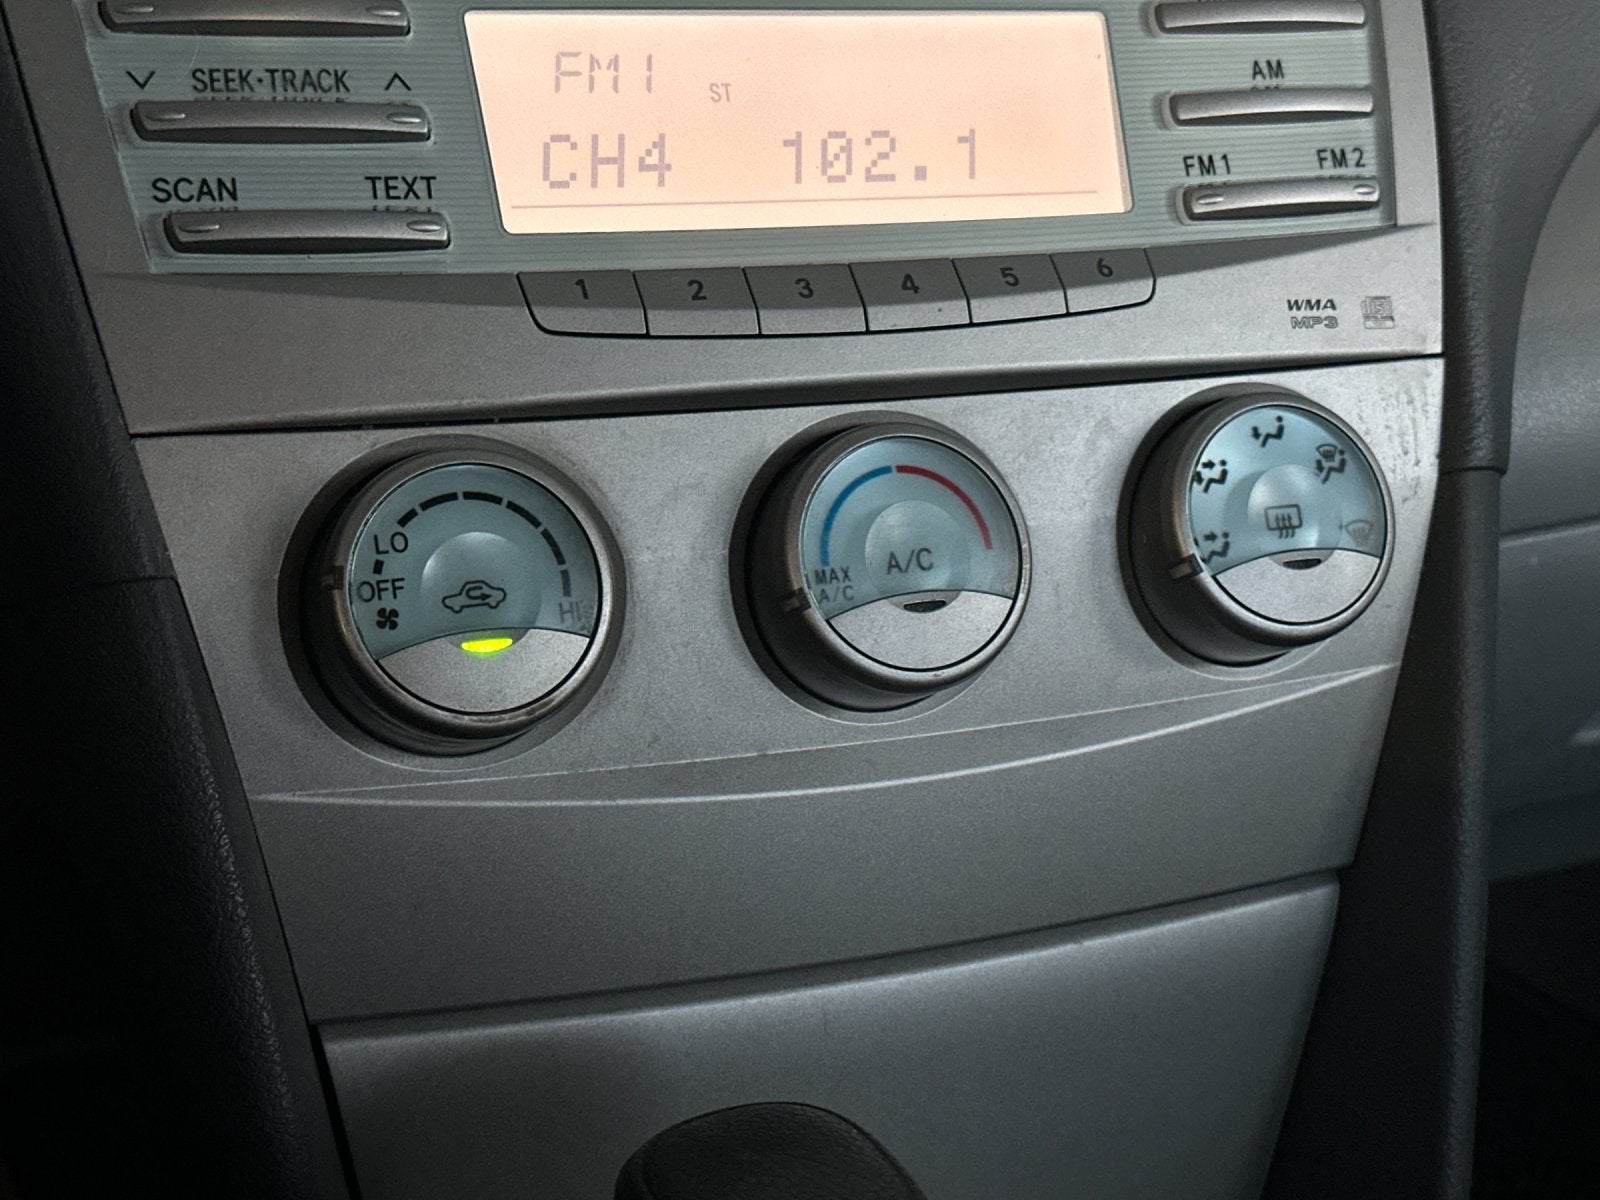 SEEK·TRACK
SCAN TEXT
FM1
ST
CH4 102.1
AM
FM1 FM2
1 2 3 4 5 6
WMA
MP3
LO
OFF
HI
A/C
MAX
A/C